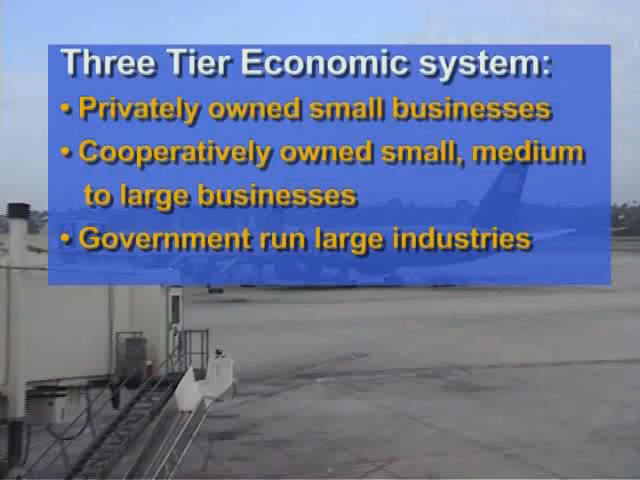 Three Tier Economic system:
• Privately owned small businesses
• Cooperatively owned small, medium
to large businesses
• Government run large industries